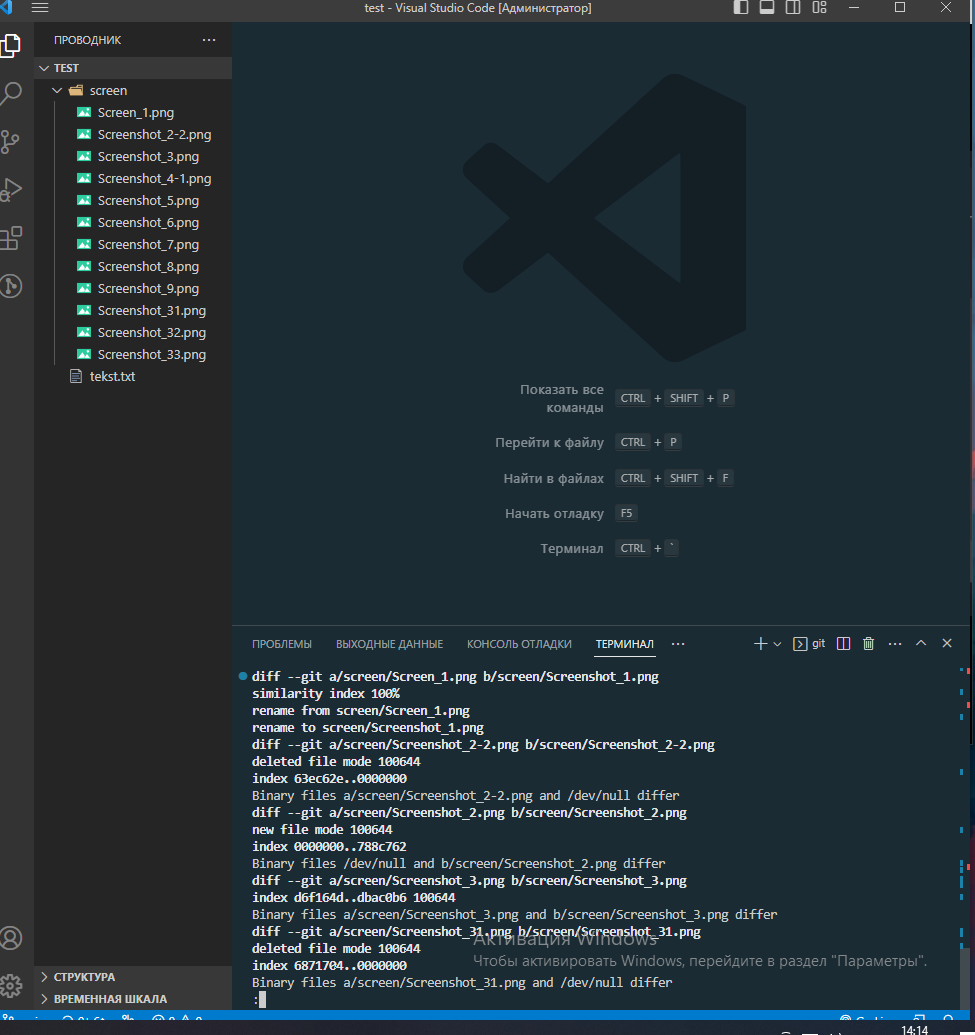 test - Visual Studio Code [Администратор]
ПРОВОДНИК
TEST
screen
Screen_1.png
Screenshot_2-2.png
Screenshot_3.png
Screenshot_4-1.png
Screenshot_5.png
Screenshot_6.png
Screenshot_7.png
Screenshot_8.png
Screenshot_9.png
Screenshot_31.png
Screenshot_32.png
Screenshot_33.png
tekst.txt
СТРУКТУРА
ВРЕМЕННАЯ ШКАЛА
Показать все
команды CTRL + SHIFT + P
Перейти к файлу CTRL + P
Найти в файлах CTRL + SHIFT + F
Начать отладку F5
Терминал CTRL + `
ПРОБЛЕМЫ ВЫХОДНЫЕ ДАННЫЕ КОНСОЛЬ ОТЛАДКИ ТЕРМИНАЛ ··· git
diff --git a/screen/Screen_1.png b/screen/Screenshot_1.png
similarity index 100%
rename from screen/Screen_1.png
rename to screen/Screenshot_1.png
diff --git a/screen/Screenshot_2-2.png b/screen/Screenshot_2-2.png
deleted file mode 100644
index 63ec62e..0000000
Binary files a/screen/Screenshot_2-2.png and /dev/null differ
diff --git a/screen/Screenshot_2.png b/screen/Screenshot_2.png
new file mode 100644
index 0000000..788c762
Binary files /dev/null and b/screen/Screenshot_2.png differ
diff --git a/screen/Screenshot_3.png b/screen/Screenshot_3.png
index d6f164d..dbac0b6 100644
Binary files a/screen/Screenshot_3.png and b/screen/Screenshot_3.png differ
diff --git a/screen/Screenshot_31.png b/screen/Screenshot_31.png
deleted file mode 100644
index 6871704..0000000
Binary files a/screen/Screenshot_31.png and /dev/null differ
:
Активация Windows
Чтобы активировать Windows, перейдите в раздел "Параметры".
14:14